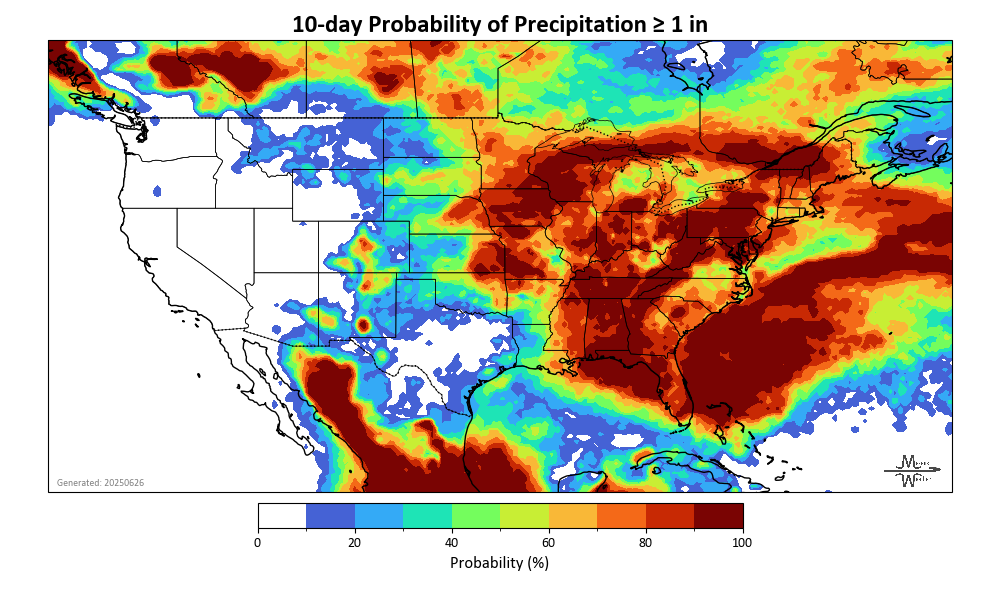 10-day Probability of Precipitation ≥ 1 in
Generated: 20250626
0 20 40 60 80 100
Probability (%)